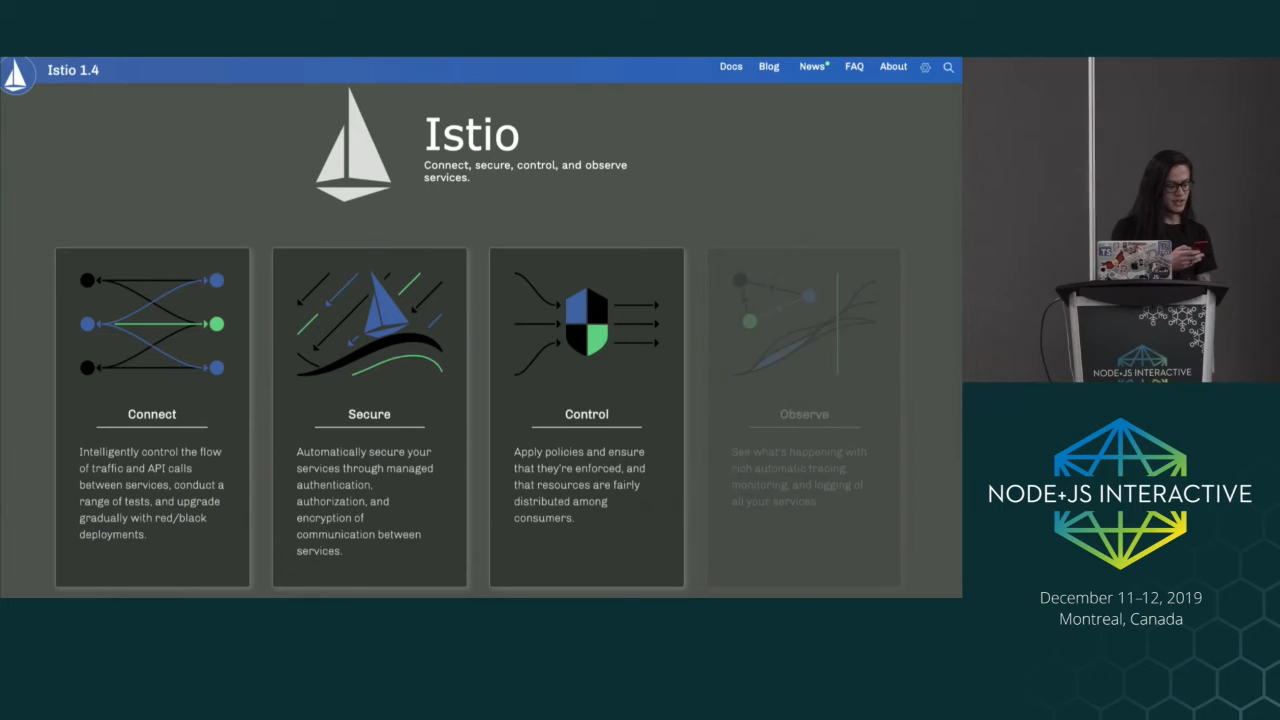 Istio 1.4
Docs Blog News FAQ About
Istio
Connect, secure, control, and observe
services.
Connect
Intelligently control the flow
of traffic and API calls
between services, conduct a
range of tests, and upgrade
gradually with red/black
deployments.
Secure
Automatically secure your
services through managed
authentication,
authorization, and
encryption of
communication between
services.
Control
Apply policies and ensure
that they're enforced, and
that resources are fairly
distributed among
consumers.
Observe
See what's happening with
rich automatic tracing,
monitoring, and logging of
all your services
TS
NODE+JS INTERACTIVE
NODE+JS INTERACTIVE
December 11–12, 2019
Montreal, Canada